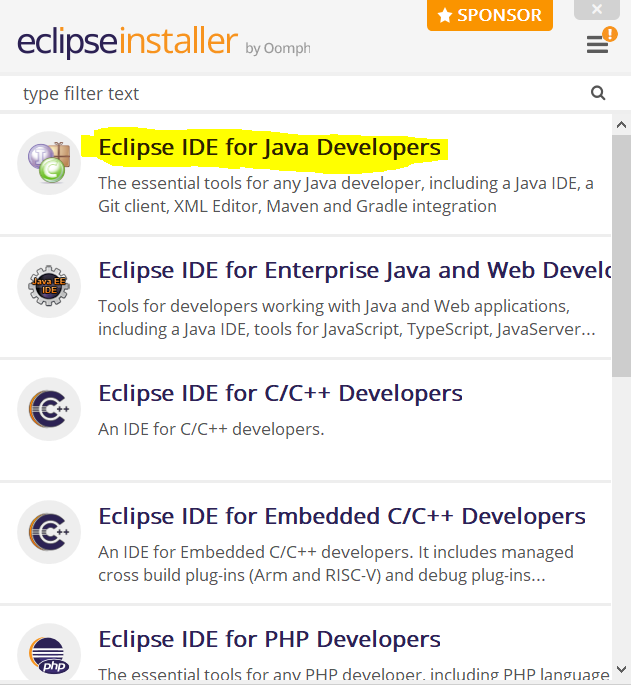 ★ SPONSOR
eclipseinstaller by Oomph
!
type filter text
Eclipse IDE for Java Developers
The essential tools for any Java developer, including a Java IDE, a
Git client, XML Editor, Maven and Gradle integration
Java EE
IDE
Eclipse IDE for Enterprise Java and Web Develo
Tools for developers working with Java and Web applications,
including a Java IDE, tools for JavaScript, TypeScript, JavaServer...
C++
Eclipse IDE for C/C++ Developers
An IDE for C/C++ developers.
C++
Eclipse IDE for Embedded C/C++ Developers
An IDE for Embedded C/C++ developers. It includes managed
cross build plug-ins (Arm and RISC-V) and debug plug-ins...
php
Eclipse IDE for PHP Developers
The essential tools for any PHP developer, including PHP language